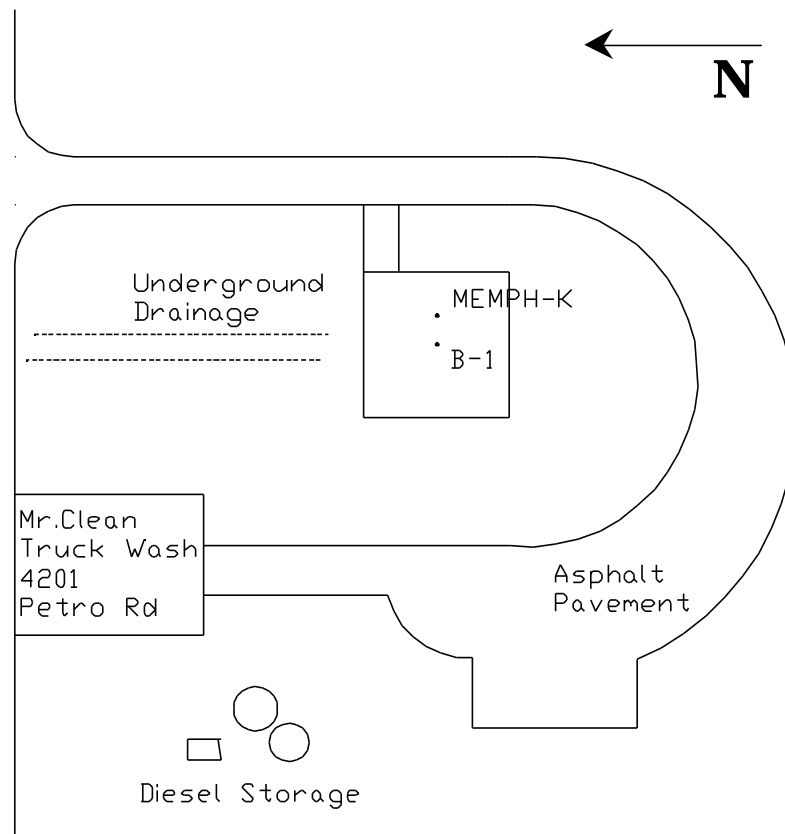 N
Underground
Drainage
MEMPH-K
B-1
Mr.Clean
Truck Wash
4201
Petro Rd
Asphalt
Pavement
Diesel Storage